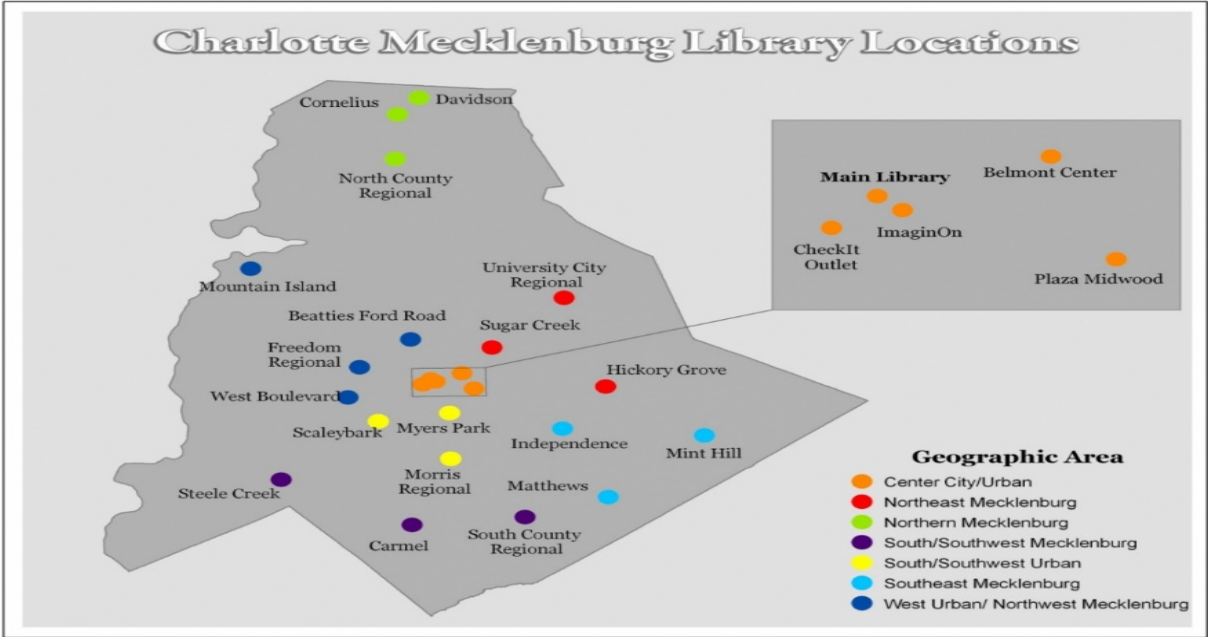 Charlotte Mecklenburg Library Locations
Cornelius
Davidson
North County
Regional
Belmont Center
Main Library
ImaginOn
CheckIt
Outlet
Plaza Midwood
Mountain Island
University City
Regional
Beatties Ford Road
Sugar Creek
Freedom
Regional
Hickory Grove
West Boulevard
Scaleybark
Myers Park
Independence
Mint Hill
Morris
Regional
Matthews
Steele Creek
Carmel
South County
Regional
Geographic Area
Center City/Urban
Northeast Mecklenburg
Northern Mecklenburg
South/Southwest Mecklenburg
South/Southwest Urban
Southeast Mecklenburg
West Urban/ Northwest Mecklenburg